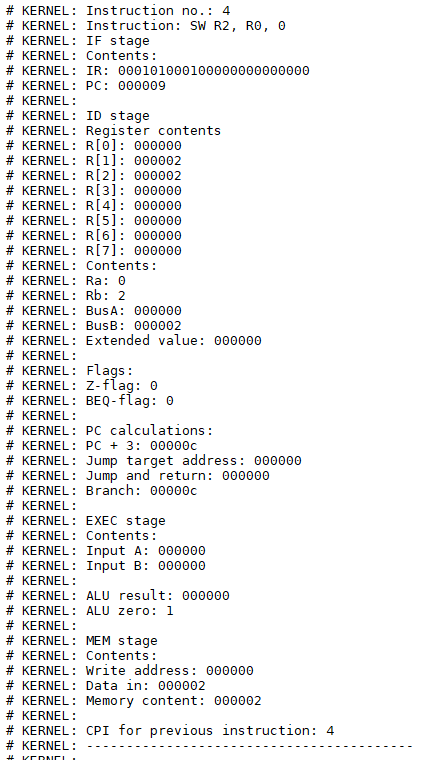 # KERNEL: Instruction no.: 4
# KERNEL: Instruction: SW R2, R0, 0
# KERNEL: IF stage
# KERNEL: Contents:
# KERNEL: IR: 000101000100000000000000
# KERNEL: PC: 000009
# KERNEL:
# KERNEL: ID stage
# KERNEL: Register contents
# KERNEL: R[0]: 000000
# KERNEL: R[1]: 000002
# KERNEL: R[2]: 000002
# KERNEL: R[3]: 000000
# KERNEL: R[4]: 000000
# KERNEL: R[5]: 000000
# KERNEL: R[6]: 000000
# KERNEL: R[7]: 000000
# KERNEL: Contents:
# KERNEL: Ra: 0
# KERNEL: Rb: 2
# KERNEL: BusA: 000000
# KERNEL: BusB: 000002
# KERNEL: Extended value: 000000
# KERNEL:
# KERNEL: Flags:
# KERNEL: Z-flag: 0
# KERNEL: BEQ-flag: 0
# KERNEL:
# KERNEL: PC calculations:
# KERNEL: PC + 3: 00000c
# KERNEL: Jump target address: 000000
# KERNEL: Jump and return: 000000
# KERNEL: Branch: 00000c
# KERNEL:
# KERNEL: EXEC stage
# KERNEL: Contents:
# KERNEL: Input A: 000000
# KERNEL: Input B: 000000
# KERNEL:
# KERNEL: ALU result: 000000
# KERNEL: ALU zero: 1
# KERNEL:
# KERNEL: MEM stage
# KERNEL: Contents:
# KERNEL: Write address: 000000
# KERNEL: Data in: 000002
# KERNEL: Memory content: 000002
# KERNEL:
# KERNEL: CPI for previous instruction: 4
# KERNEL: -----------------------------------------
# KERNEL: